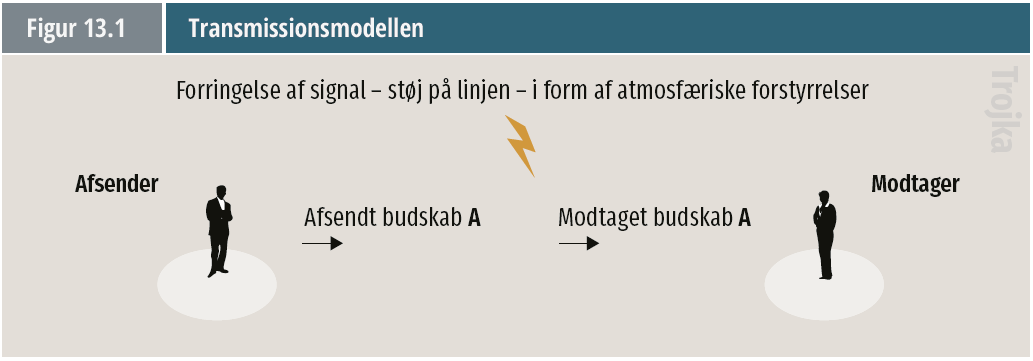 Figur 13.1
Transmissionsmodellen
Forringelse af signal – støj på linjen – i form af atmosfæriske forstyrrelser
Trojka
Afsender
Modtager
Afsendt budskab A
Modtaget budskab A